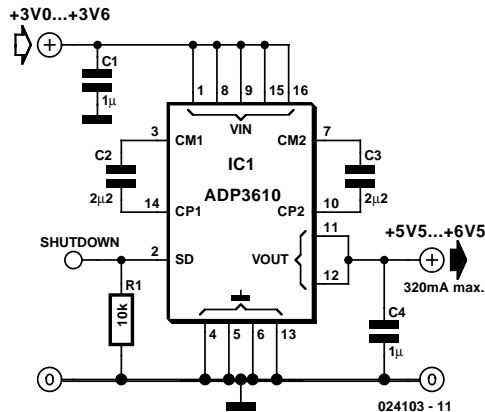 +3V0...+3V6
C1
1µ
1 8 9 15 16
VIN
3 CM1
CM2 7
IC1
ADP3610
C2
2µ2
C3
2µ2
14 CP1
CP2 10
11
+5V5...+6V5
SHUTDOWN
2 SD
VOUT
12
320mA max.
R1
10k
C4
1µ
4 5 6 13
0
0
024103 - 11